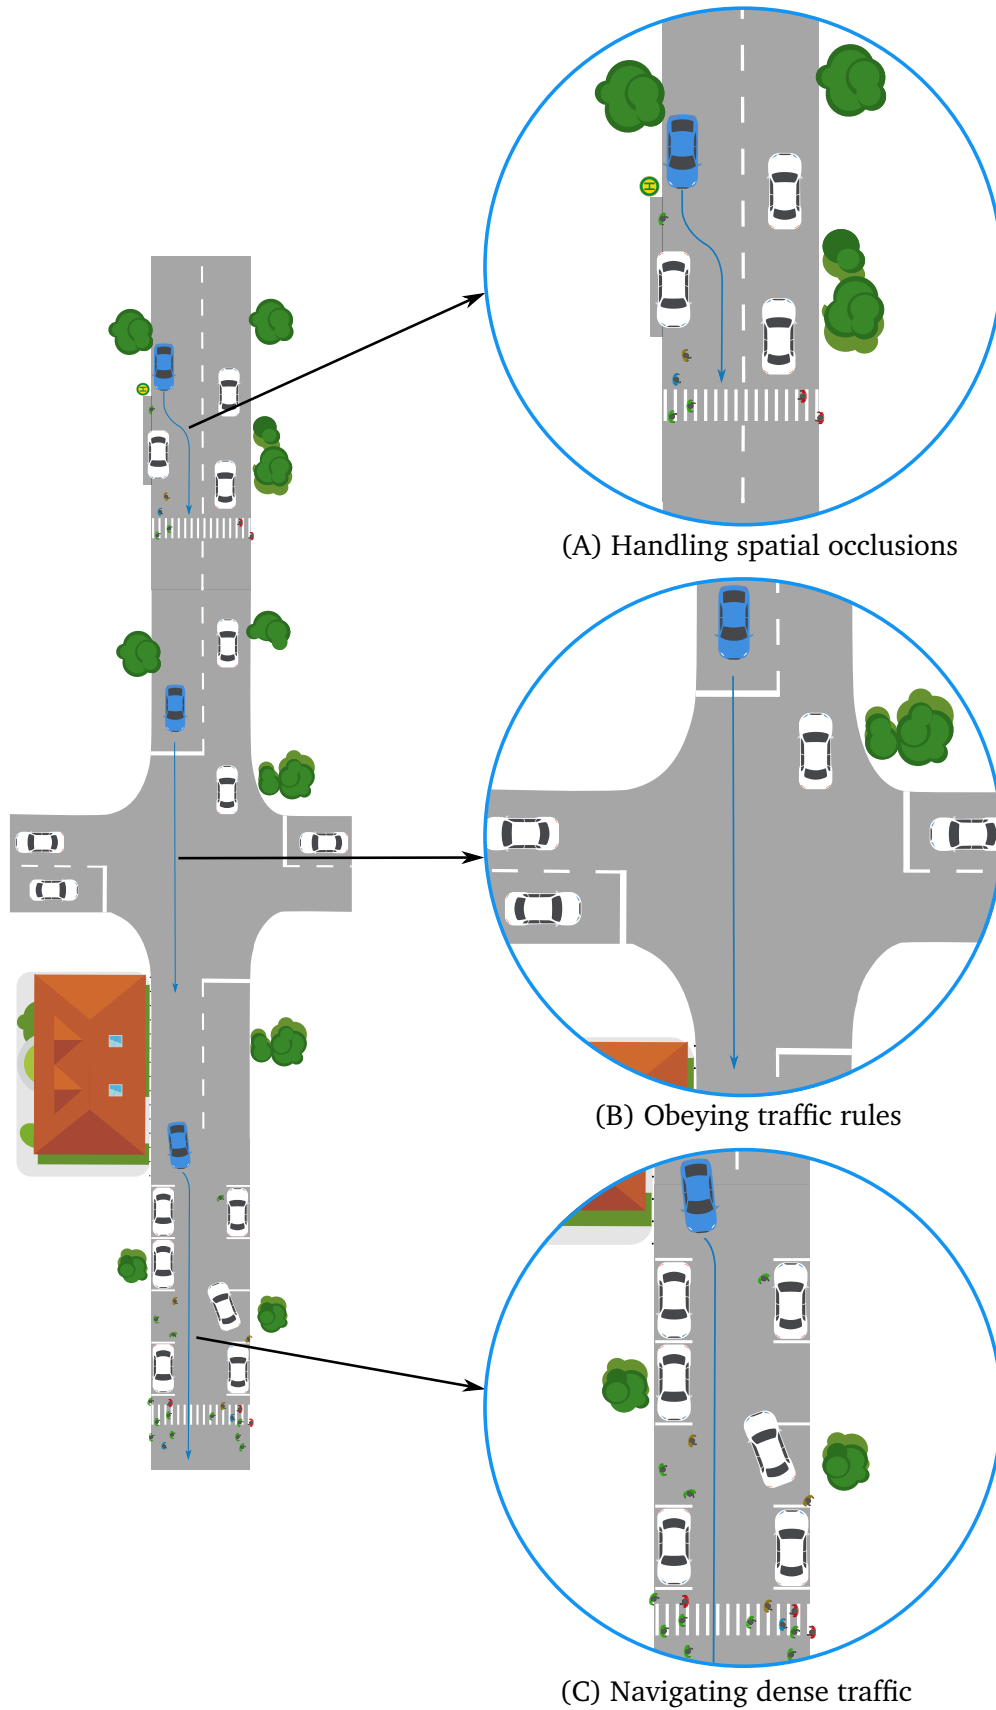 H
(A) Handling spatial occlusions
(B) Obeying traffic rules
(C) Navigating dense traffic